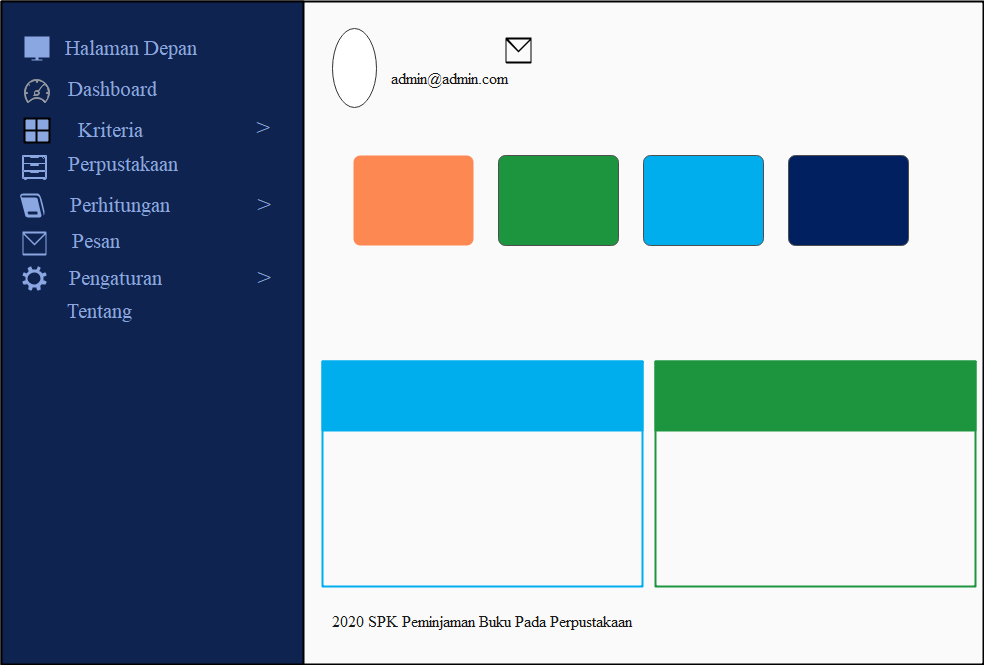 Halaman Depan
Dashboard
Kriteria >
Perpustakaan
Perhitungan >
Pesan
Pengaturan >
Tentang
admin@admin.com
2020 SPK Peminjaman Buku Pada Perpustakaan